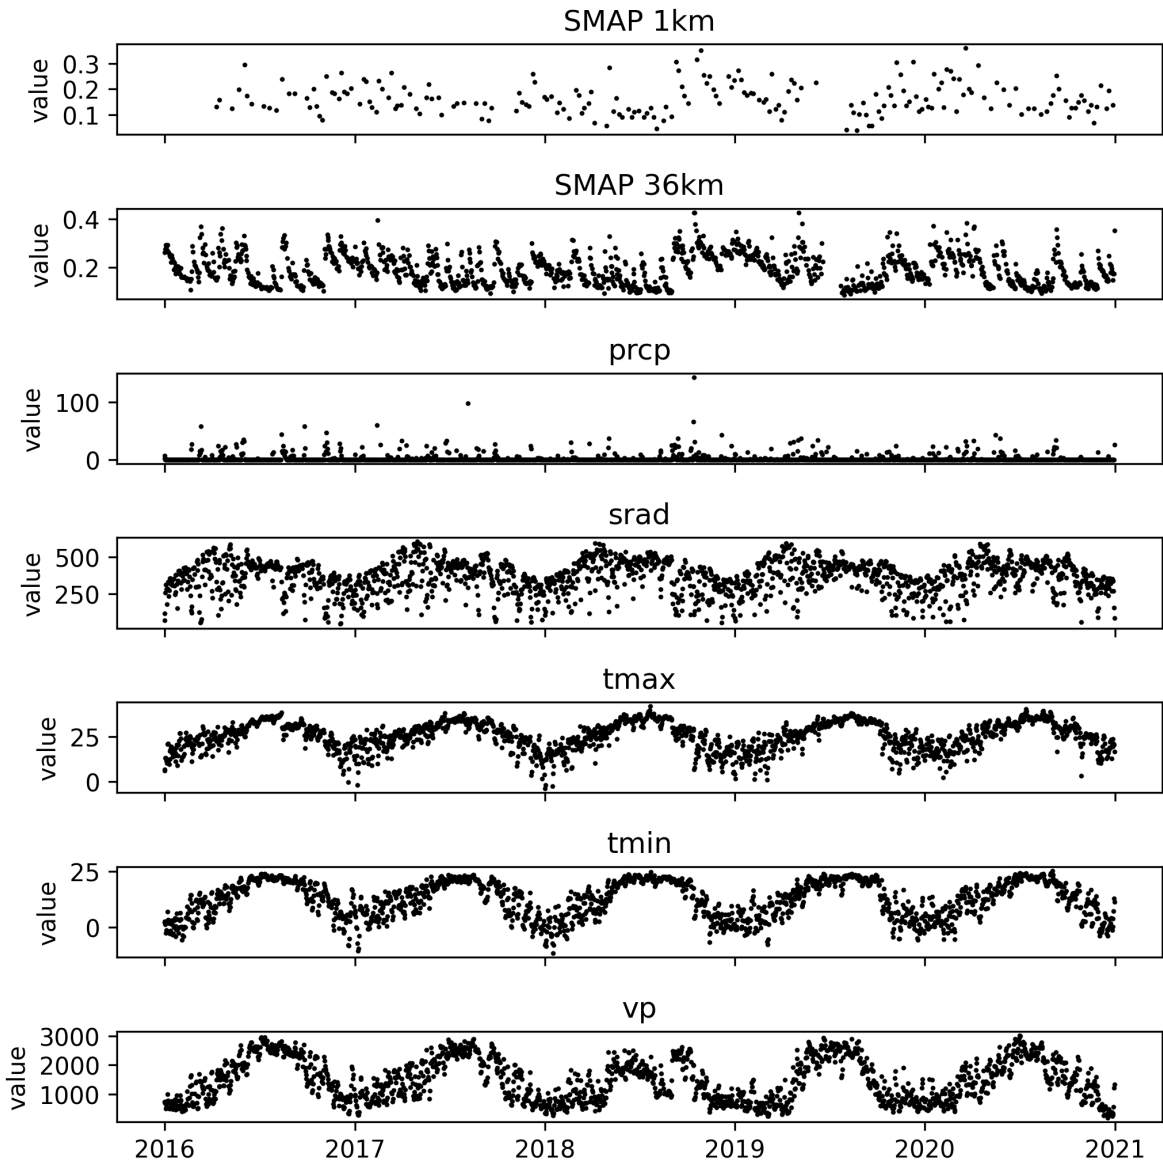 SMAP 1km
value
0.3
0.2
0.1
SMAP 36km
value
0.4
0.2
prcp
value
100
0
srad
value
500
250
tmax
value
25
0
tmin
value
25
0
vp
value
3000
2000
1000
2016 2017 2018 2019 2020 2021